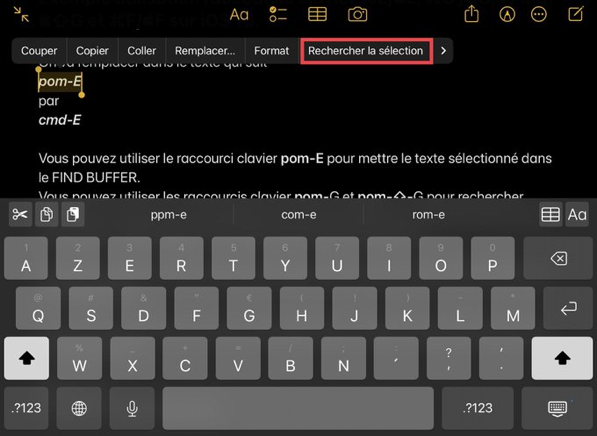 Aa
Couper Copier Coller Remplacer... Format Rechercher la sélection
dans le texte qui suit
pom-E
par
cmd-E
Vous pouvez utiliser le raccourci clavier pom-E pour mettre le texte sélectionné dans
le FIND BUFFER.
Vous pouvez utiliser les raccourcis clavier pom-G et pom-⇧-G pour rechercher
ppm-e com-e rom-e Aa
1 2 3 4 5 6 7 8 9 0
A Z E R T Y U I O P
@ # & " € ( ! ) - *
Q S D F G H J K L M
% - + = / ; ?
W X C V B N ´ , .
.?123 .?123